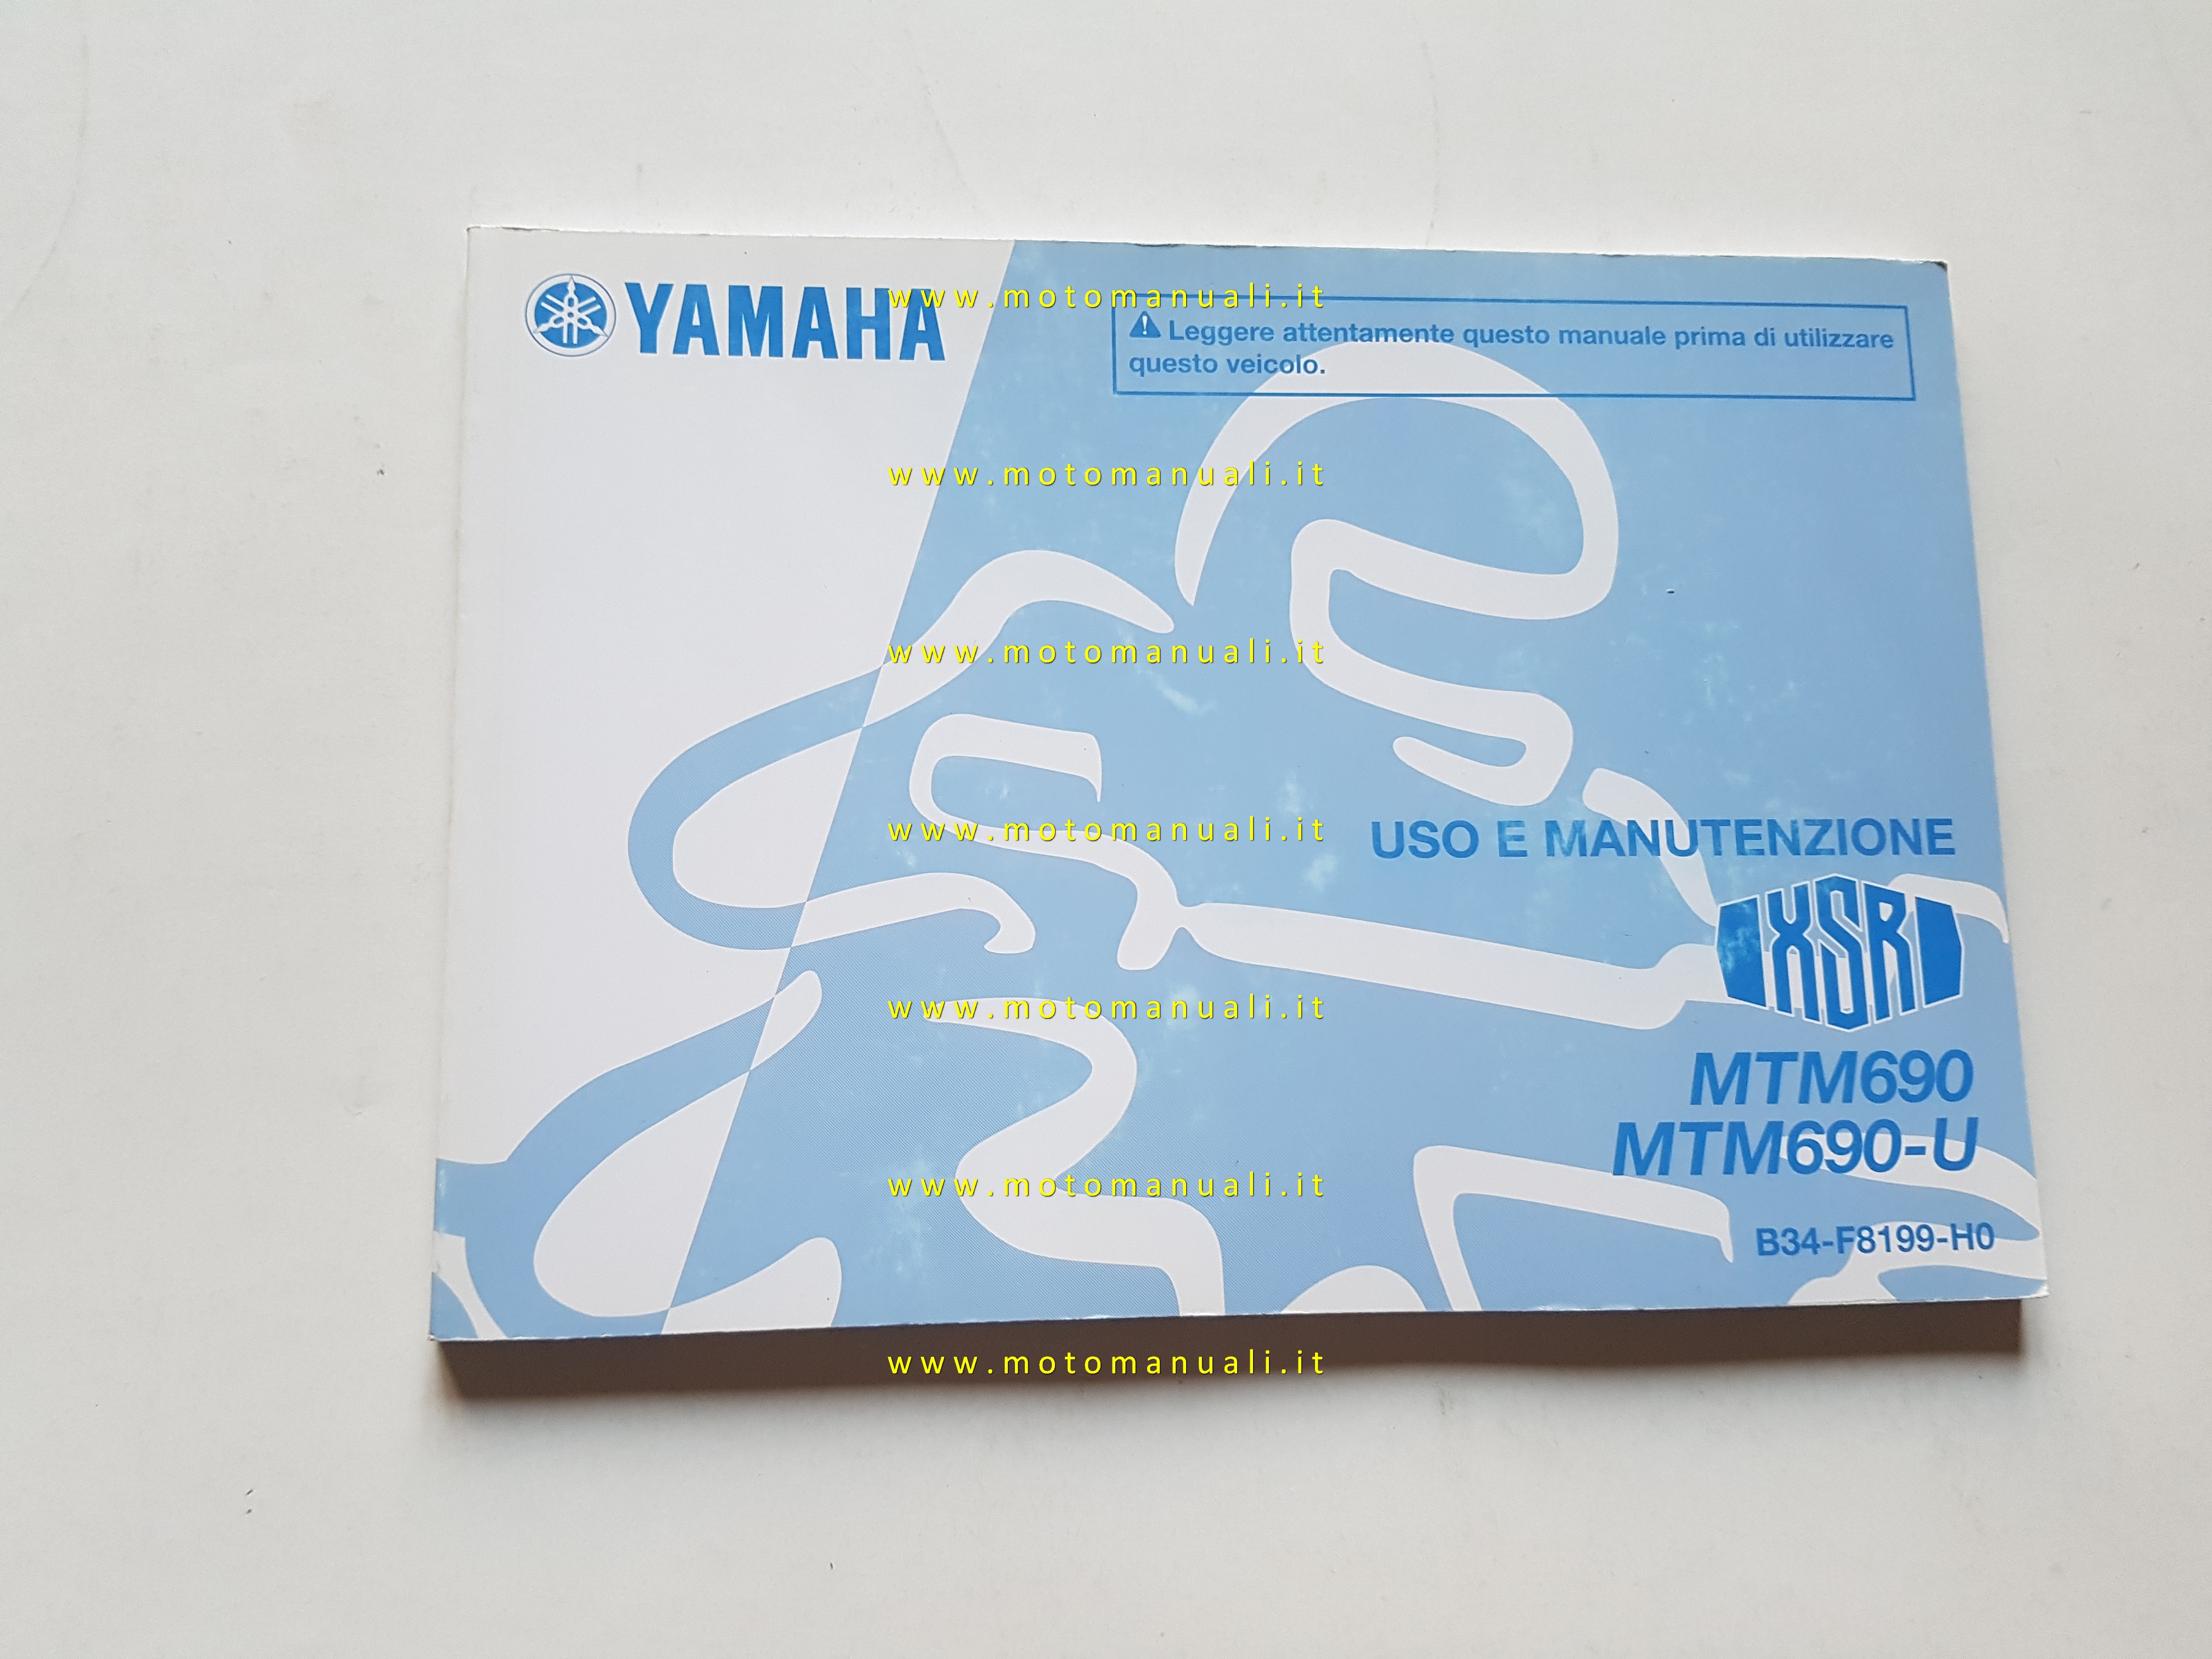 YAMAHA
www.motomanuali.it
⚠ Leggere attentamente questo manuale prima di utilizzare
questo veicolo.
www.motomanuali.it
www.motomanuali.it
www.motomanuali.it
USO E MANUTENZIONE
XSR
www.motomanuali.it
MTM690
MTM690-U
www.motomanuali.it
B34-F8199-H0
www.motomanuali.it